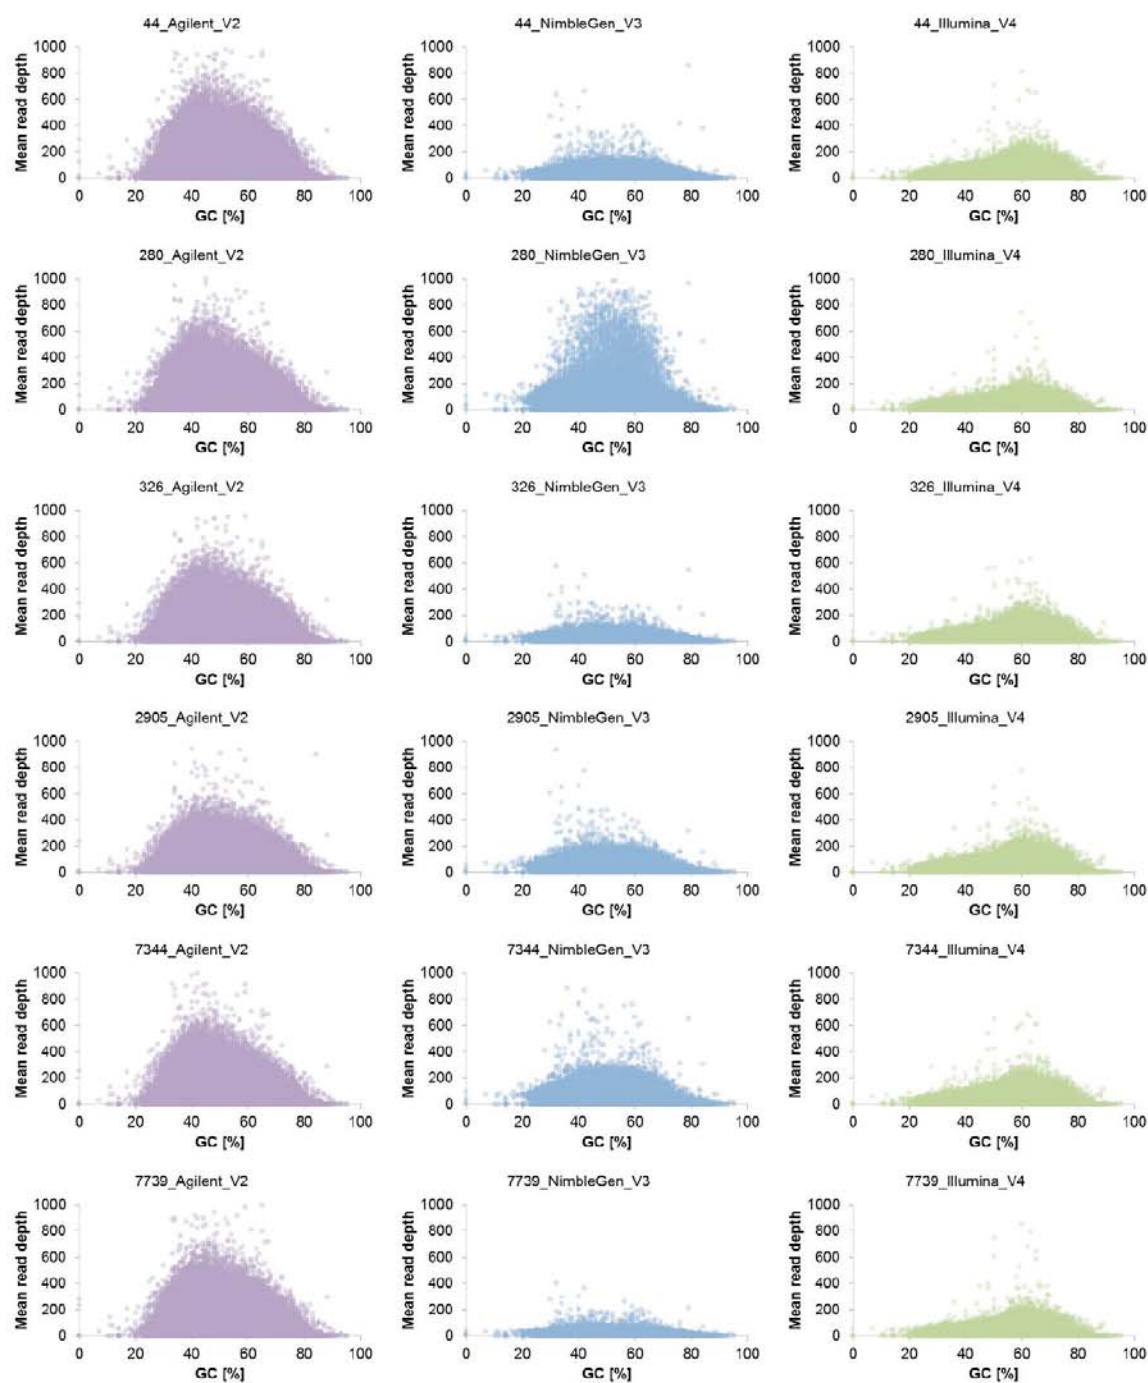 44_Agilent_V2 44_NimbleGen_V3 44_Illumina_V4
Mean read depth Mean read depth Mean read depth
1000 1000 1000
800 800 800
600 600 600
400 400 400
200 200 200
0 0 0
0 20 40 60 80 100 0 20 40 60 80 100 0 20 40 60 80 100
GC [%] GC [%] GC [%]
280_Agilent_V2 280_NimbleGen_V3 280_Illumina_V4
Mean read depth Mean read depth Mean read depth
1000 1000 1000
800 800 800
600 600 600
400 400 400
200 200 200
0 0 0
0 20 40 60 80 100 0 20 40 60 80 100 0 20 40 60 80 100
GC [%] GC [%] GC [%]
326_Agilent_V2 326_NimbleGen_V3 326_Illumina_V4
Mean read depth Mean read depth Mean read depth
1000 1000 1000
800 800 800
600 600 600
400 400 400
200 200 200
0 0 0
0 20 40 60 80 100 0 20 40 60 80 100 0 20 40 60 80 100
GC [%] GC [%] GC [%]
2905_Agilent_V2 2905_NimbleGen_V3 2905_Illumina_V4
Mean read depth Mean read depth Mean read depth
1000 1000 1000
800 800 800
600 600 600
400 400 400
200 200 200
0 0 0
0 20 40 60 80 100 0 20 40 60 80 100 0 20 40 60 80 100
GC [%] GC [%] GC [%]
7344_Agilent_V2 7344_NimbleGen_V3 7344_Illumina_V4
Mean read depth Mean read depth Mean read depth
1000 1000 1000
800 800 800
600 600 600
400 400 400
200 200 200
0 0 0
0 20 40 60 80 100 0 20 40 60 80 100 0 20 40 60 80 100
GC [%] GC [%] GC [%]
7739_Agilent_V2 7739_NimbleGen_V3 7739_Illumina_V4
Mean read depth Mean read depth Mean read depth
1000 1000 1000
800 800 800
600 600 600
400 400 400
200 200 200
0 0 0
0 20 40 60 80 100 0 20 40 60 80 100 0 20 40 60 80 100
GC [%] GC [%] GC [%]